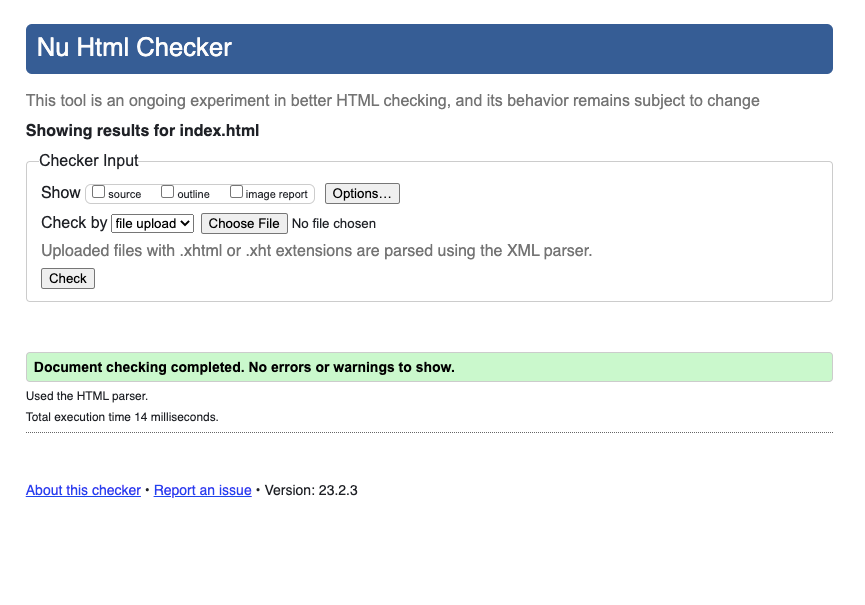 Nu Html Checker
This tool is an ongoing experiment in better HTML checking, and its behavior remains subject to change
Showing results for index.html
Checker Input
Show source outline image report Options…
Check by file upload Choose File No file chosen
Uploaded files with .xhtml or .xht extensions are parsed using the XML parser.
Check
Document checking completed. No errors or warnings to show.
Used the HTML parser.
Total execution time 14 milliseconds.
About this checker • Report an issue • Version: 23.2.3